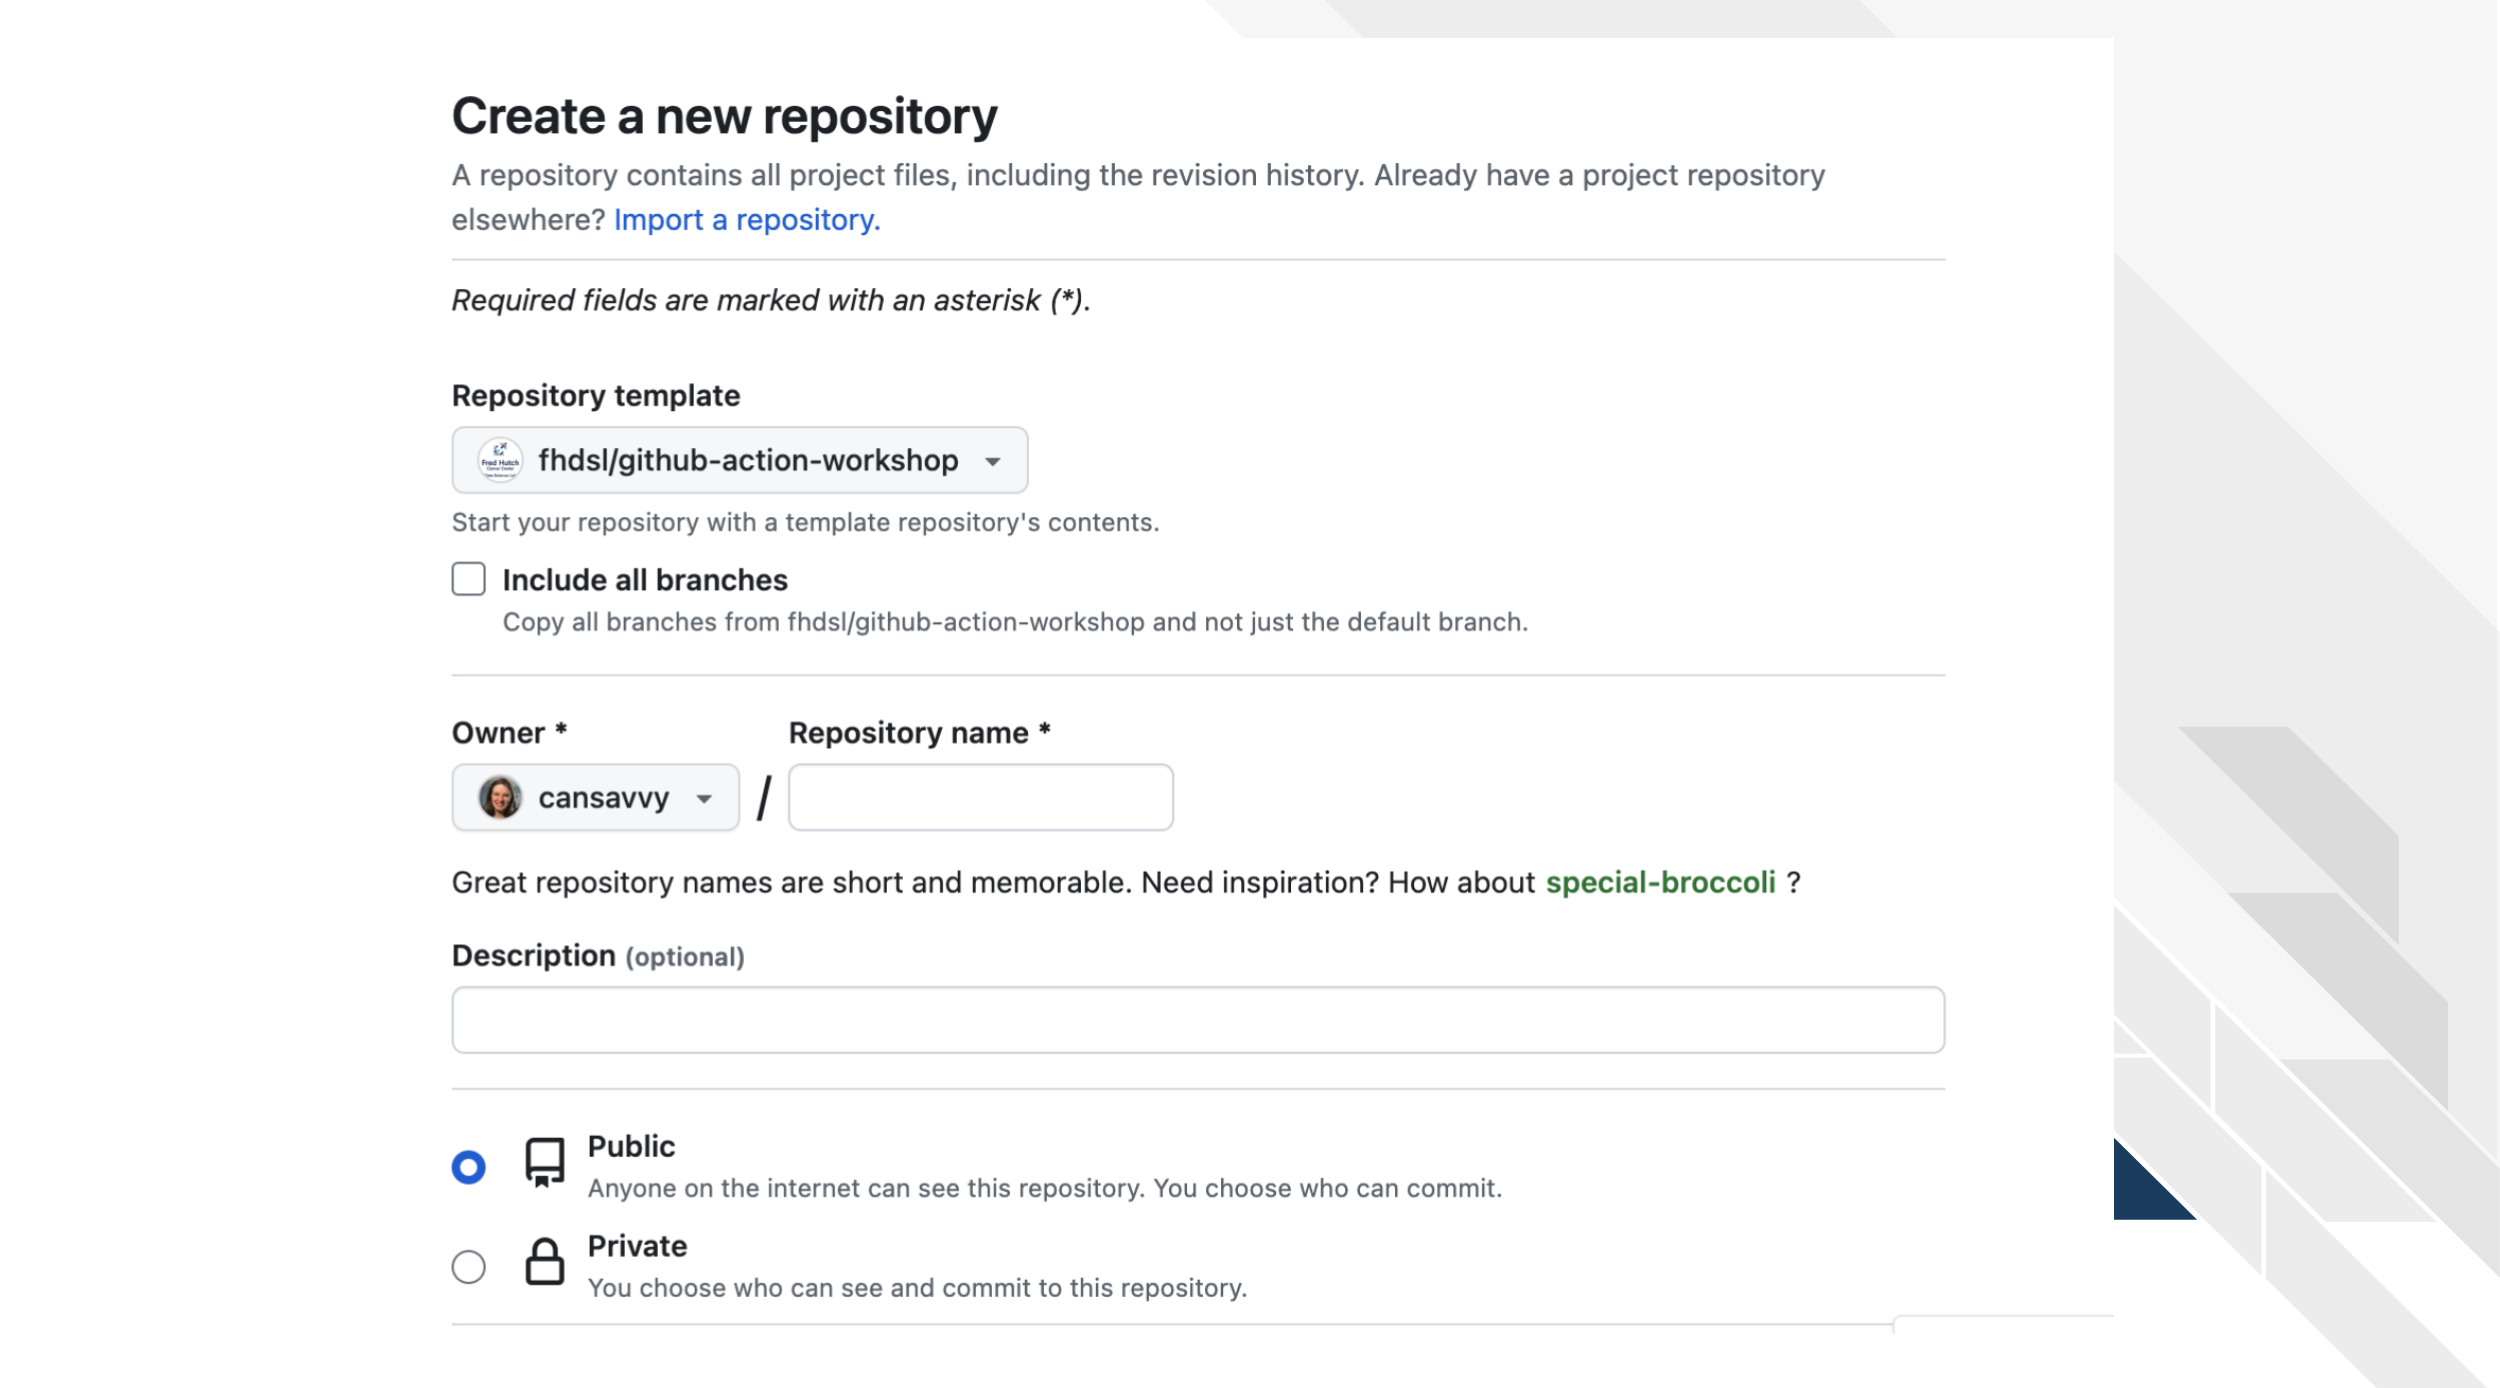 Create a new repository
A repository contains all project files, including the revision history. Already have a project repository
elsewhere? Import a repository.
Required fields are marked with an asterisk (*).
Repository template
Fred Hutch
fhdsl/github-action-workshop
Start your repository with a template repository's contents.
Include all branches
Copy all branches from fhdsl/github-action-workshop and not just the default branch.
Owner *
Repository name *
cansavvy
/
Great repository names are short and memorable. Need inspiration? How about special-broccoli ?
Description (optional)
Public
Anyone on the internet can see this repository. You choose who can commit.
Private
You choose who can see and commit to this repository.